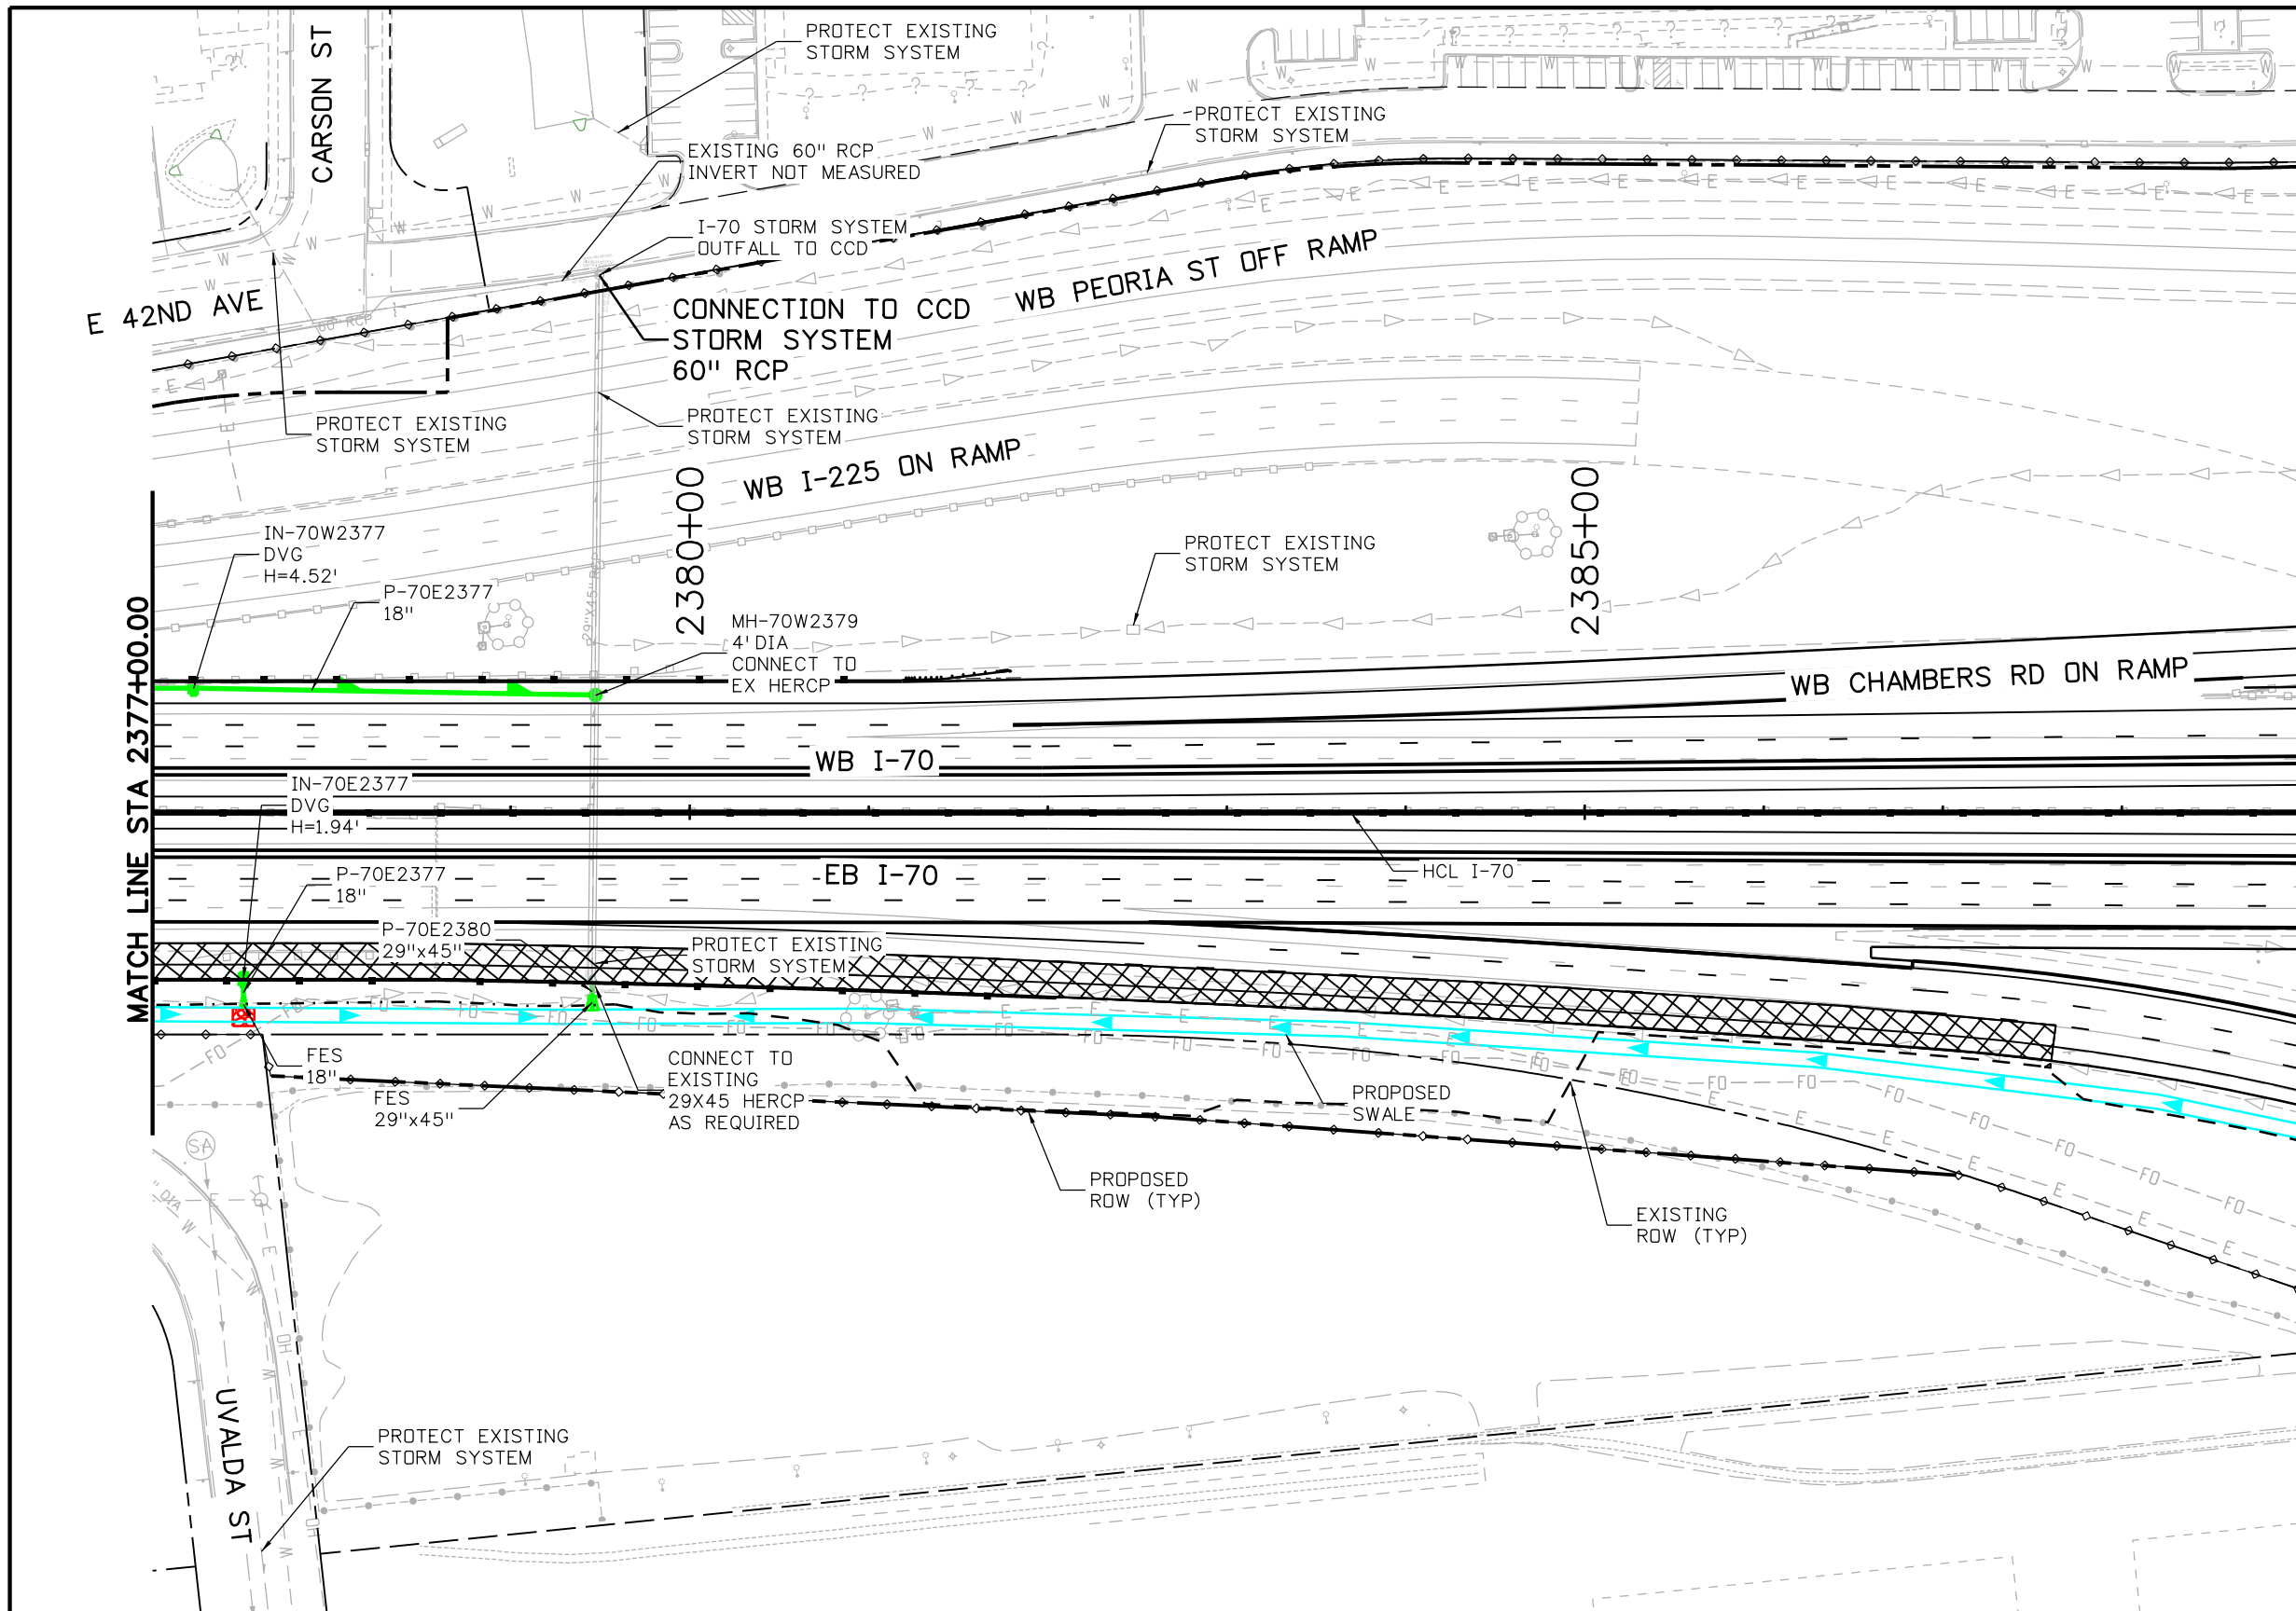 CARSON ST
PROTECT EXISTING
STORM SYSTEM
PROTECT EXISTING
STORM SYSTEM
EXISTING 60" RCP
INVERT NOT MEASURED
I-70 STORM SYSTEM
OUTFALL TO CCD
E 42ND AVE
60" RCP
CONNECTION TO CCD
STORM SYSTEM
60" RCP
WB PEORIA ST OFF RAMP
PROTECT EXISTING
STORM SYSTEM
PROTECT EXISTING
STORM SYSTEM
WB I-225 ON RAMP
2380+00
2385+00
IN-70W2377
DVG
H=4.52'
P-70E2377
18"
PROTECT EXISTING
STORM SYSTEM
MH-70W2379
4' DIA
CONNECT TO
EX HERCP
WB CHAMBERS RD ON RAMP
MATCH LINE STA 2377+00.00
WB I-70
IN-70E2377
DVG
H=1.94'
P-70E2377
18"
EB I-70
HCL I-70
P-70E2380
29"x45"
PROTECT EXISTING
STORM SYSTEM
FES
18"
FES
29"x45"
CONNECT TO
EXISTING
29X45 HERCP
AS REQUIRED
PROPOSED
SWALE
PROPOSED
ROW (TYP)
EXISTING
ROW (TYP)
SA
UVALDA ST
PROTECT EXISTING
STORM SYSTEM